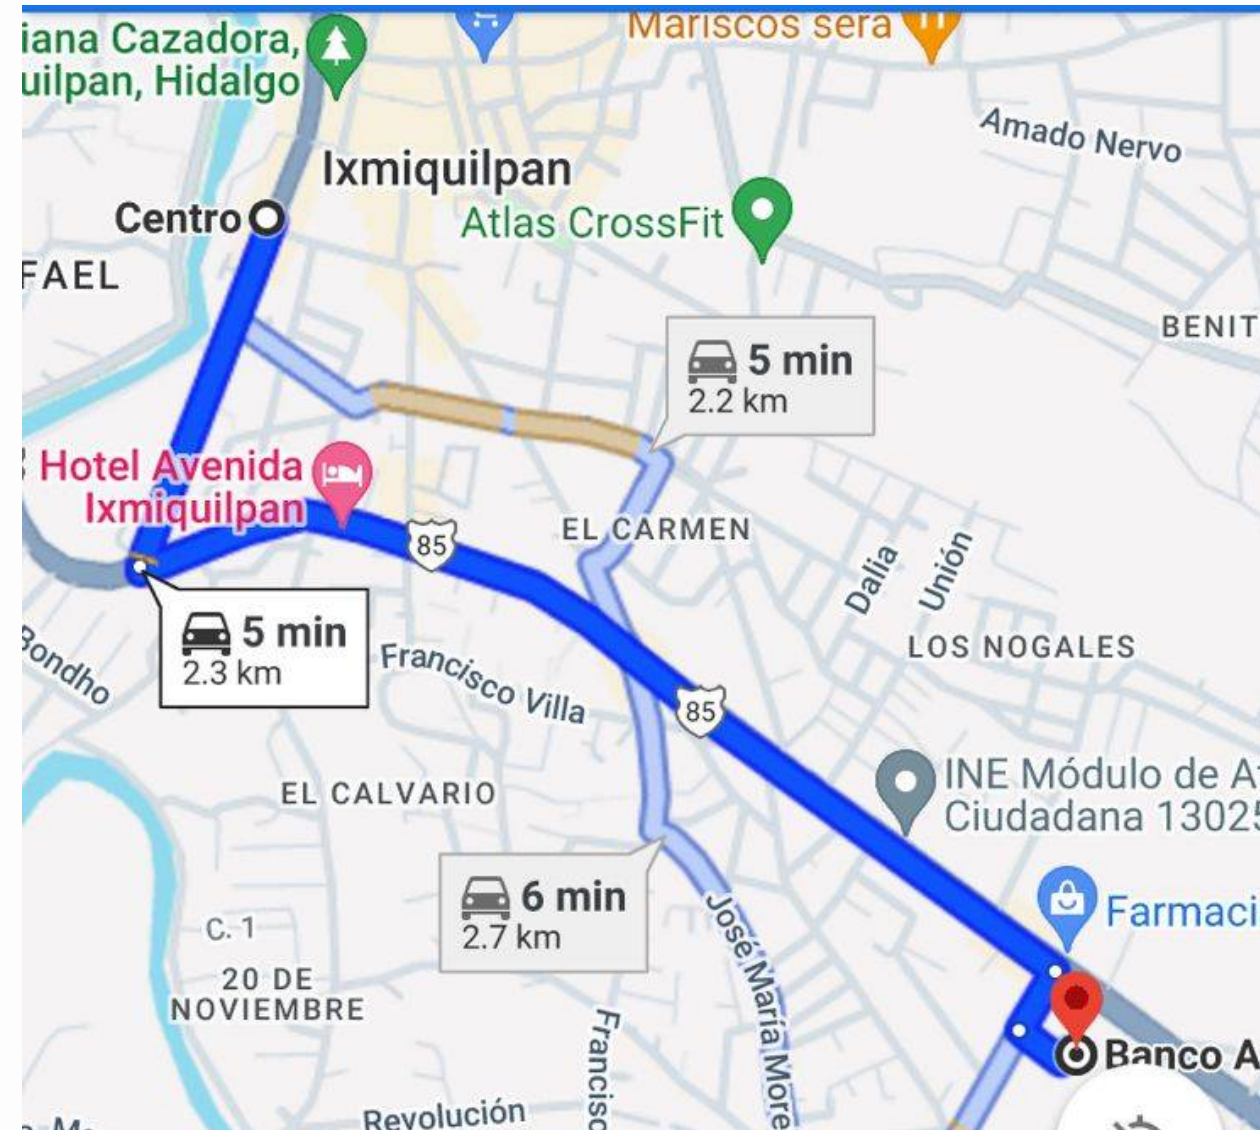 iana Cazadora,
uilpan, Hidalgo
Mariscos sera
Amado Nervo
Ixmiquilpan
Centro
Atlas CrossFit
FAEL
BENIT
5 min
2.2 km
Hotel Avenida
Ixmiquilpan
85
EL CARMEN
Dalia
Unión
5 min
2.3 km
Bondho
Francisco Villa
LOS NOGALES
85
EL CALVARIO
INE Módulo de A
Ciudadana 13025
6 min
2.7 km
José María More
Farmaci
C. 1
20 DE
NOVIEMBRE
Francisc
Banco A
Revolución